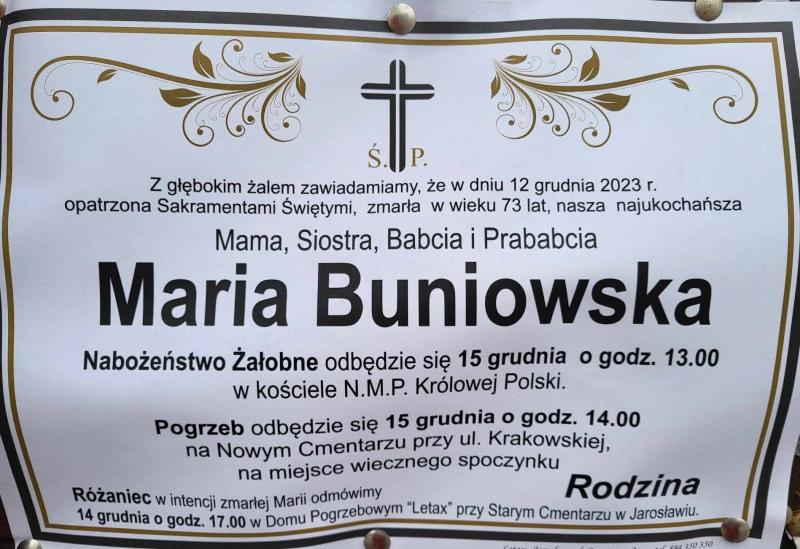 Ś. P.
Z głębokim żalem zawiadamiamy, że w dniu 12 grudnia 2023 r.
opatrzona Sakramentami Świętymi, zmarła w wieku 73 lat, nasza najukochańsza
Mama, Siostra, Babcia i Prababcia
Maria Buniowska
Nabożeństwo Żałobne odbędzie się 15 grudnia o godz. 13.00
w kościele N.M.P. Królowej Polski.
Pogrzeb odbędzie się 15 grudnia o godz. 14.00
na Nowym Cmentarzu przy ul. Krakowskiej,
na miejsce wiecznego spoczynku
Rodzina
Różaniec w intencji zmarłej Marii odmówimy
14 grudnia o godz. 17.00 w Domu Pogrzebowym "Letax" przy Starym Cmentarzu w Jarosławiu.